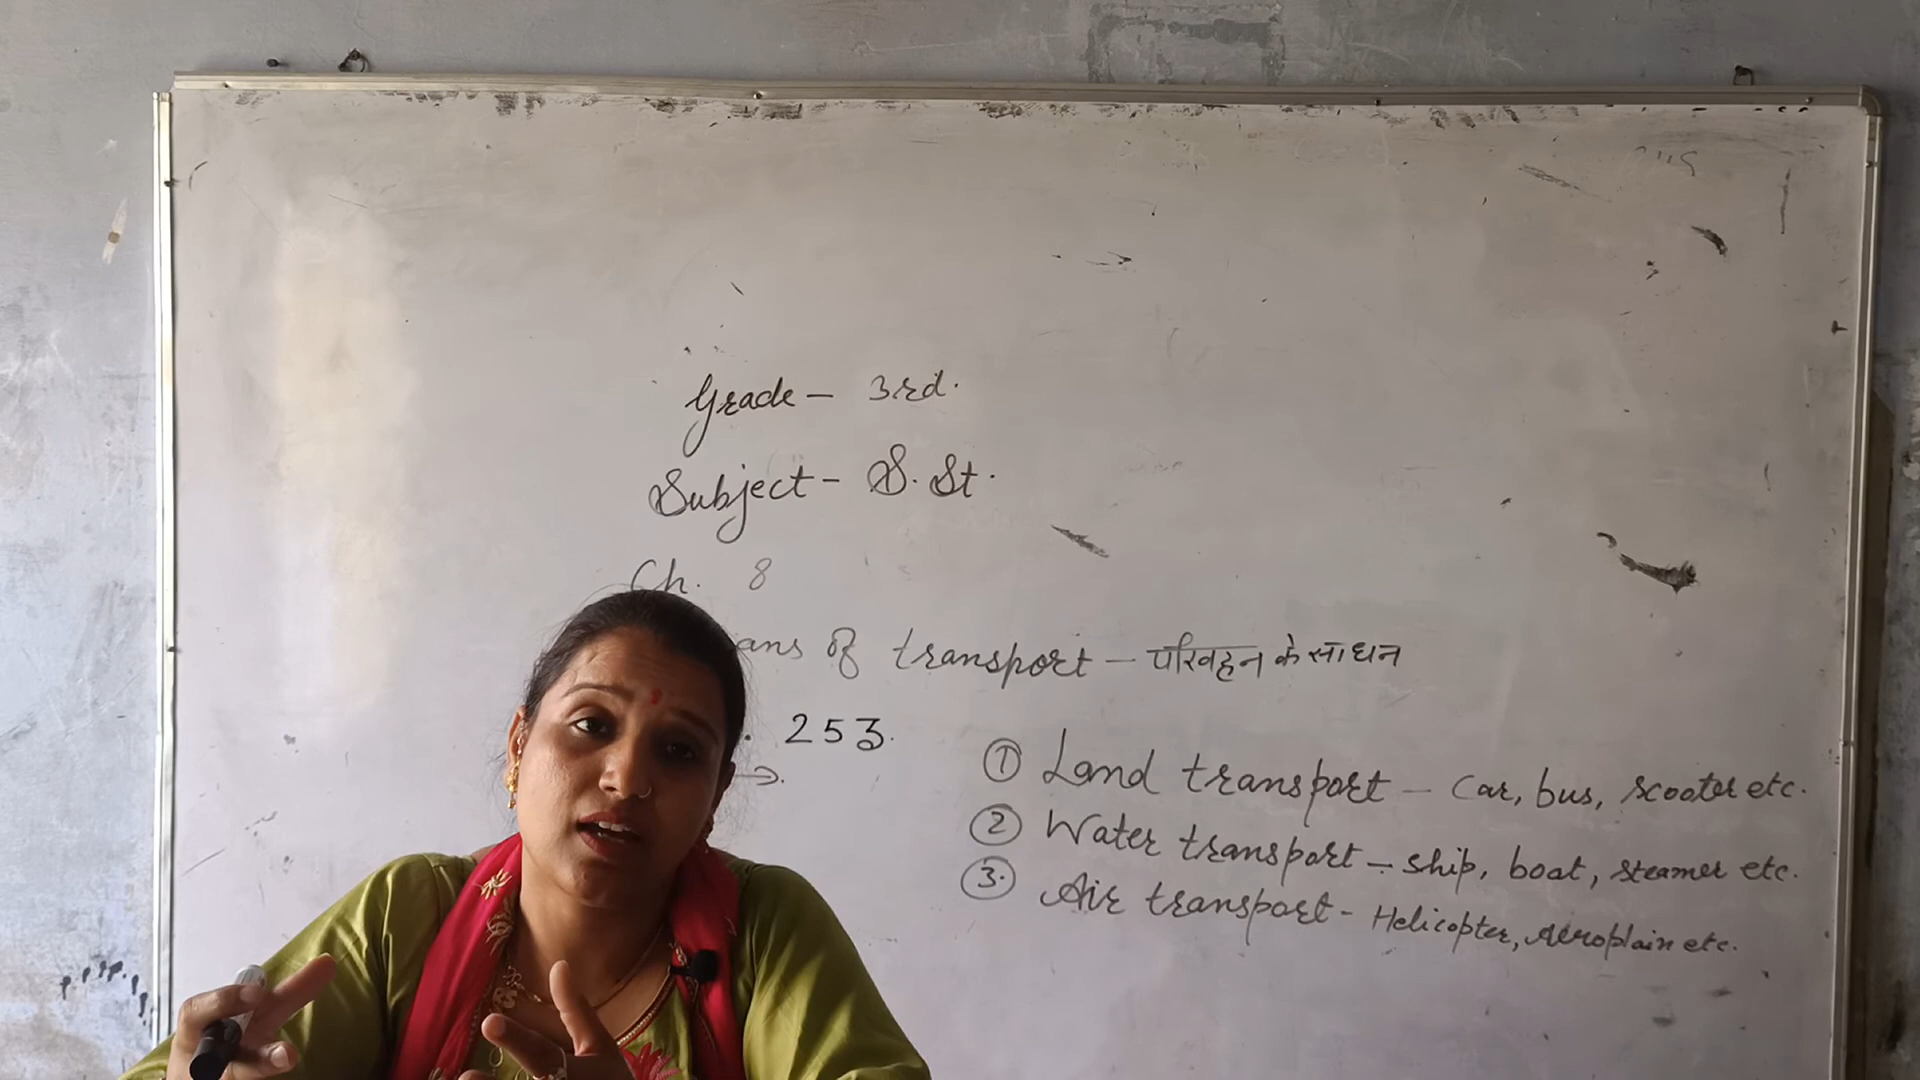 Grade - 3rd.
Subject - S. St.
Ch. 8
ans of transport - परिवहन के साधन
253.
① Land transport - Car, bus, scooter etc.
② Water transport - ship, boat, steamer etc.
③ Air transport - Helicopter, Aeroplain etc.